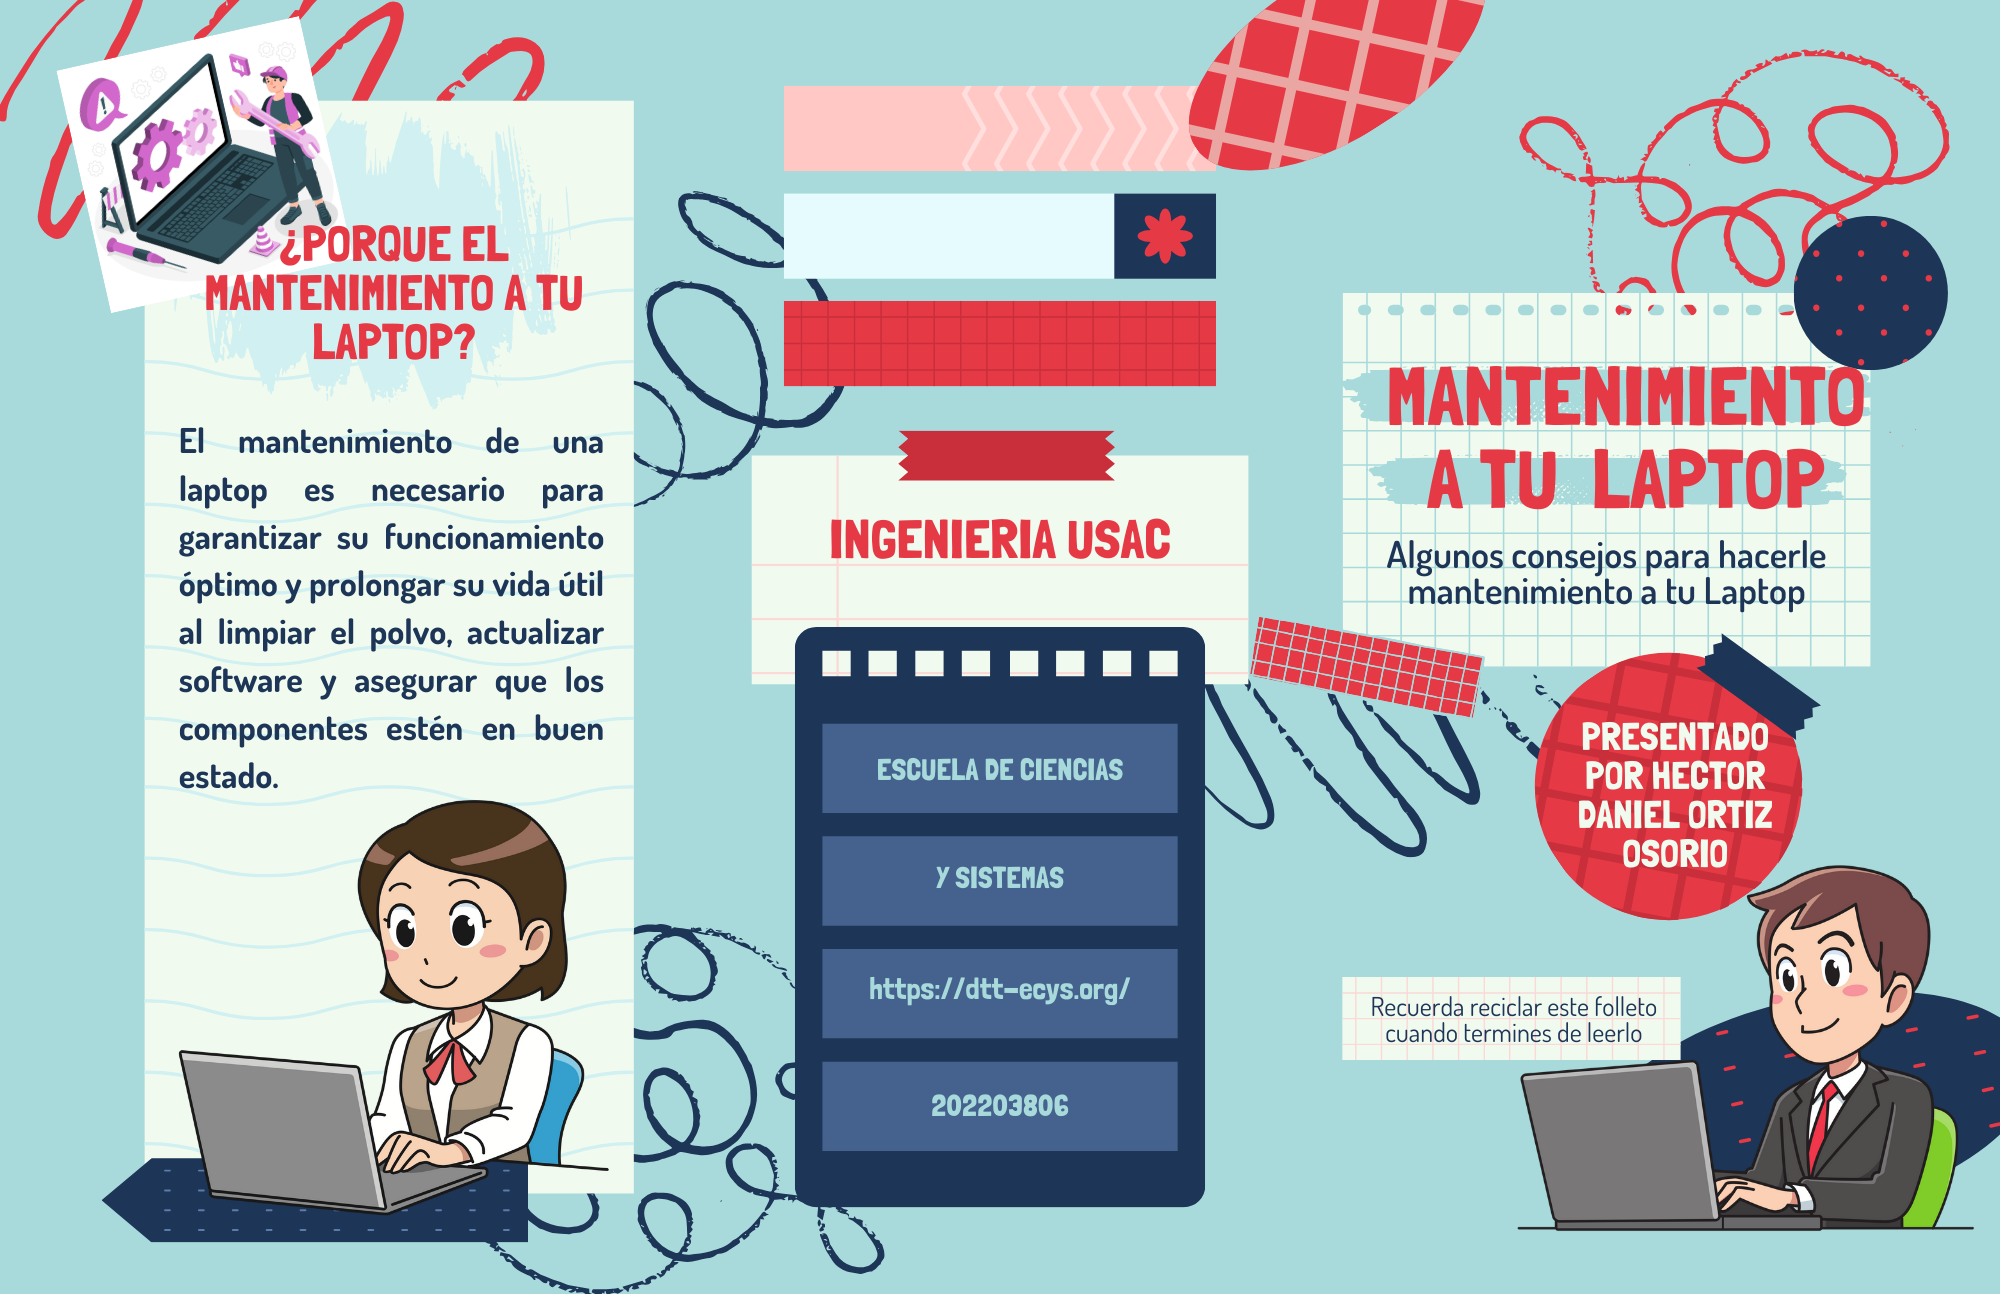 ¿PORQUE EL
MANTENIMIENTO A TU
LAPTOP?
El mantenimiento de una
laptop es necesario para
garantizar su funcionamiento
óptimo y prolongar su vida útil
al limpiar el polvo, actualizar
software y asegurar que los
componentes estén en buen
estado.
INGENIERIA USAC
ESCUELA DE CIENCIAS
Y SISTEMAS
https://dtt-ecys.org/
202203806
MANTENIMIENTO
A TU LAPTOP
Algunos consejos para hacerle
mantenimiento a tu Laptop
PRESENTADO
POR HECTOR
DANIEL ORTIZ
OSORIO
Recuerda reciclar este folleto
cuando termines de leerlo